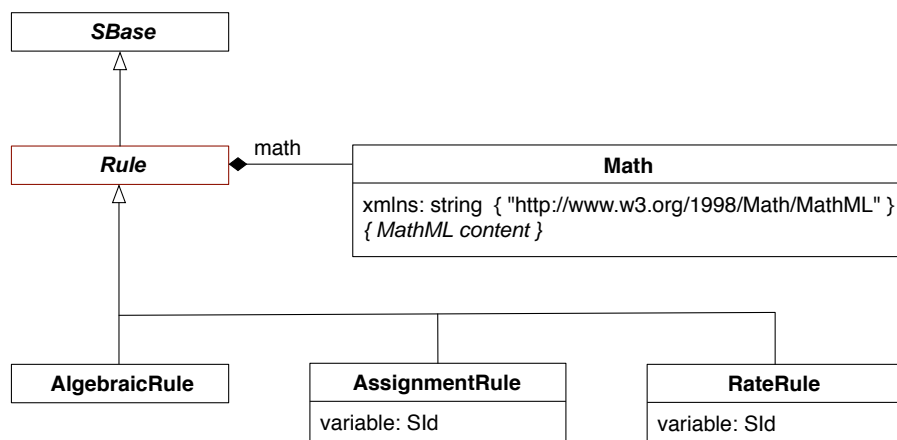 SBase
Rule
math
Math
xmlns: string { "http://www.w3.org/1998/Math/MathML" }
{ MathML content }
AlgebraicRule
AssignmentRule
variable: SId
RateRule
variable: SId